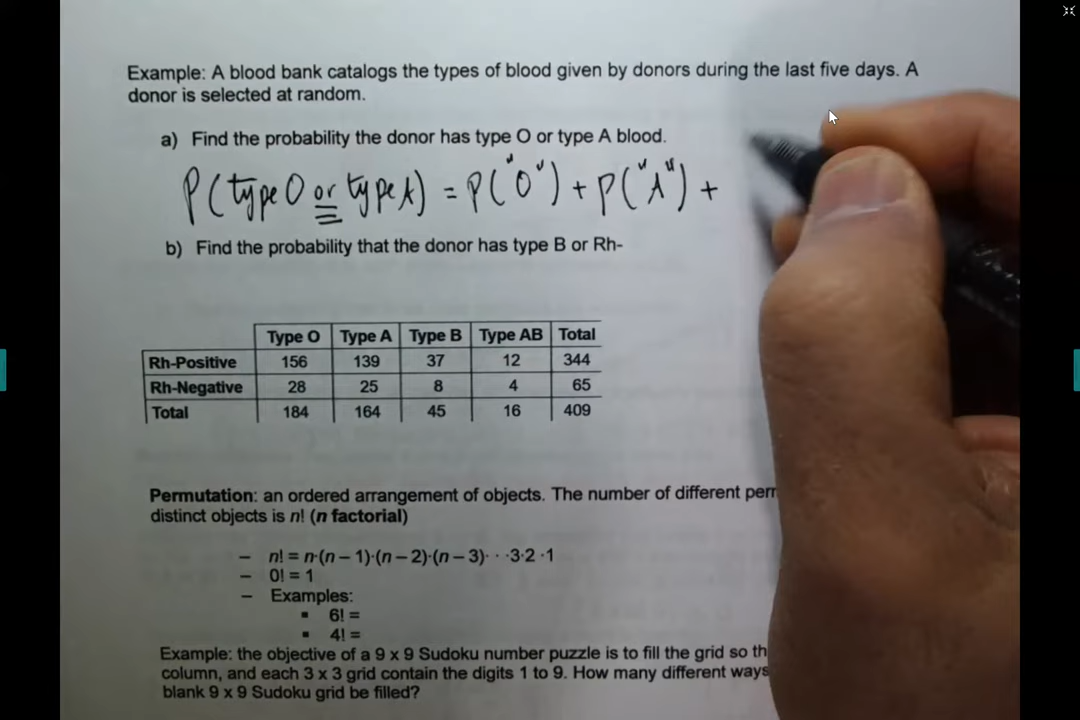 Example: A blood bank catalogs the types of blood given by donors during the last five days. A
donor is selected at random.
a) Find the probability the donor has type O or type A blood.
P(type O or type A) = P("O") + P("A") +
b) Find the probability that the donor has type B or Rh-
Type O Type A Type B Type AB Total
Rh-Positive 156 139 37 12 344
Rh-Negative 28 25 8 4 65
Total 184 164 45 16 409
Permutation: an ordered arrangement of objects. The number of different
distinct objects is n! (n factorial)
– n! = n·(n – 1)·(n – 2)·(n – 3)· · ·3·2 ·1
– 0! = 1
– Examples:
▪ 6! =
▪ 4! =
Example: the objective of a 9 x 9 Sudoku number puzzle is to fill the grid so
column, and each 3 x 3 grid contain the digits 1 to 9. How many different ways
blank 9 x 9 Sudoku grid be filled?